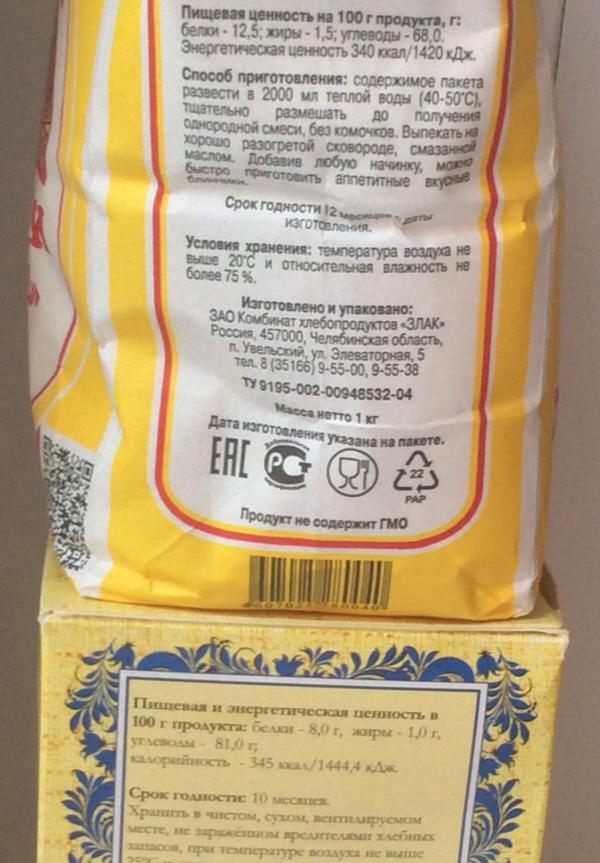 Пищевая ценность на 100 г продукта, г:
белки - 12,5; жиры - 1,5; углеводы - 68,0.
Энергетическая ценность 340 ккал/1420 кДж.
Способ приготовления: содержимое пакета
развести в 2000 мл теплой воды (40-50°С),
тщательно размешать до получения
однородной смеси, без комочков. Выпекать на
хорошо разогретой сковороде, смазанной
маслом. Добавив любую начинку, можно
быстро приготовить аппетитные вкусные
блинчики.
Срок годности 12 месяцев с даты
изготовления.
Условия хранения: температура воздуха не
выше 20°С и относительная влажность не
более 75 %.
Изготовлено и упаковано:
ЗАО Комбинат хлебопродуктов «ЗЛАК»
Россия, 457000, Челябинская область,
п. Увельский, ул. Элеваторная, 5
тел. 8 (35166) 9-55-00, 9-55-38
ТУ 9195-002-00948532-04
Масса нетто 1 кг
Дата изготовления указана на пакете.
ЕАС
Добровольная
РСТ
сертификация
22
PAP
Продукт не содержит ГМО
Пищевая и энергетическая ценность в
100 г продукта: белки - 8,0 г, жиры - 1,0 г,
углеводы - 81,0 г;
калорийность - 345 ккал/1444,4 кДж.
Срок годности: 10 месяцев.
Хранить в чистом, сухом, вентилируемом
месте, не заражённом вредителями хлебных
запасов, при температуре воздуха не выше
25°С